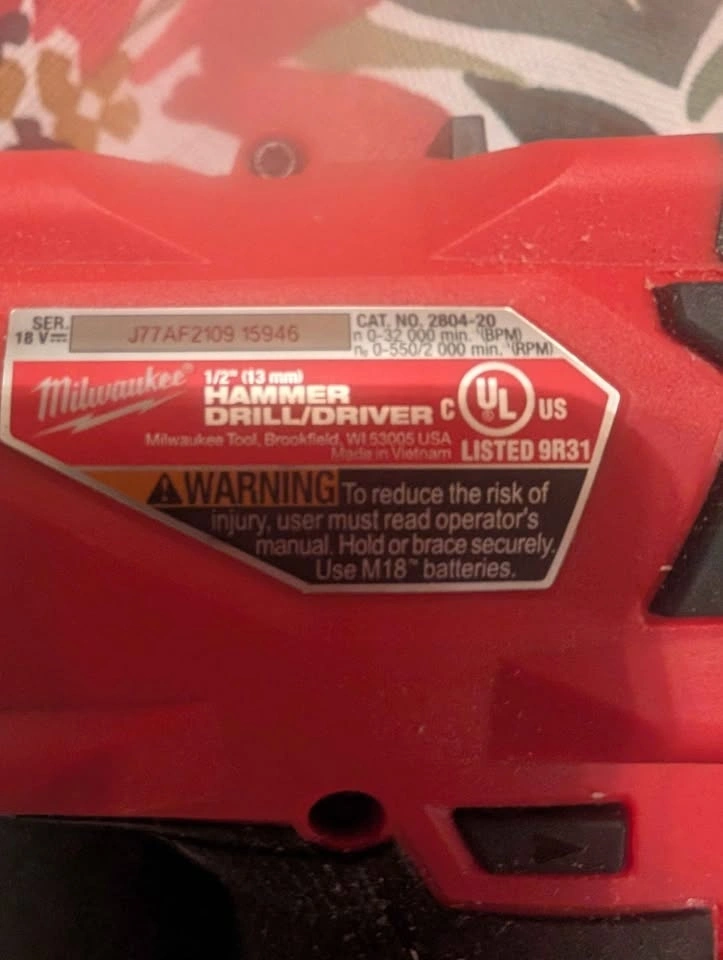 SER. J77AF2109 15946 CAT. NO. 2804-20
18 V⎓ n 0-32 000 min.⁻¹(BPM)
n₀ 0-550/2 000 min.⁻¹(RPM)
Milwaukee® 1/2" (13 mm)
HAMMER
DRILL/DRIVER C UL® US
Milwaukee Tool, Brookfield, WI 53005 USA
Made in Vietnam LISTED 9R31
WARNING To reduce the risk of
injury, user must read operator's
manual. Hold or brace securely.
Use M18™ batteries.